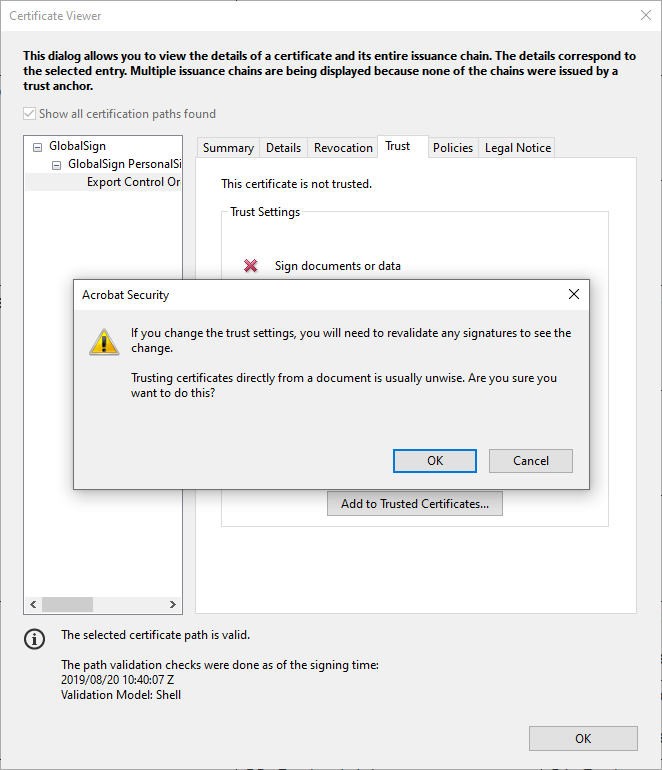 Certificate Viewer
This dialog allows you to view the details of a certificate and its entire issuance chain. The details correspond to
the selected entry. Multiple issuance chains are being displayed because none of the chains were issued by a
trust anchor.
Show all certification paths found
GlobalSign
GlobalSign PersonalSi
Export Control Or
Summary Details Revocation Trust Policies Legal Notice
This certificate is not trusted.
Trust Settings
Sign documents or data
Acrobat Security
If you change the trust settings, you will need to revalidate any signatures to see the
change.
Trusting certificates directly from a document is usually unwise. Are you sure you
want to do this?
OK Cancel
Add to Trusted Certificates...
The selected certificate path is valid.
The path validation checks were done as of the signing time:
2019/08/20 10:40:07 Z
Validation Model: Shell
OK